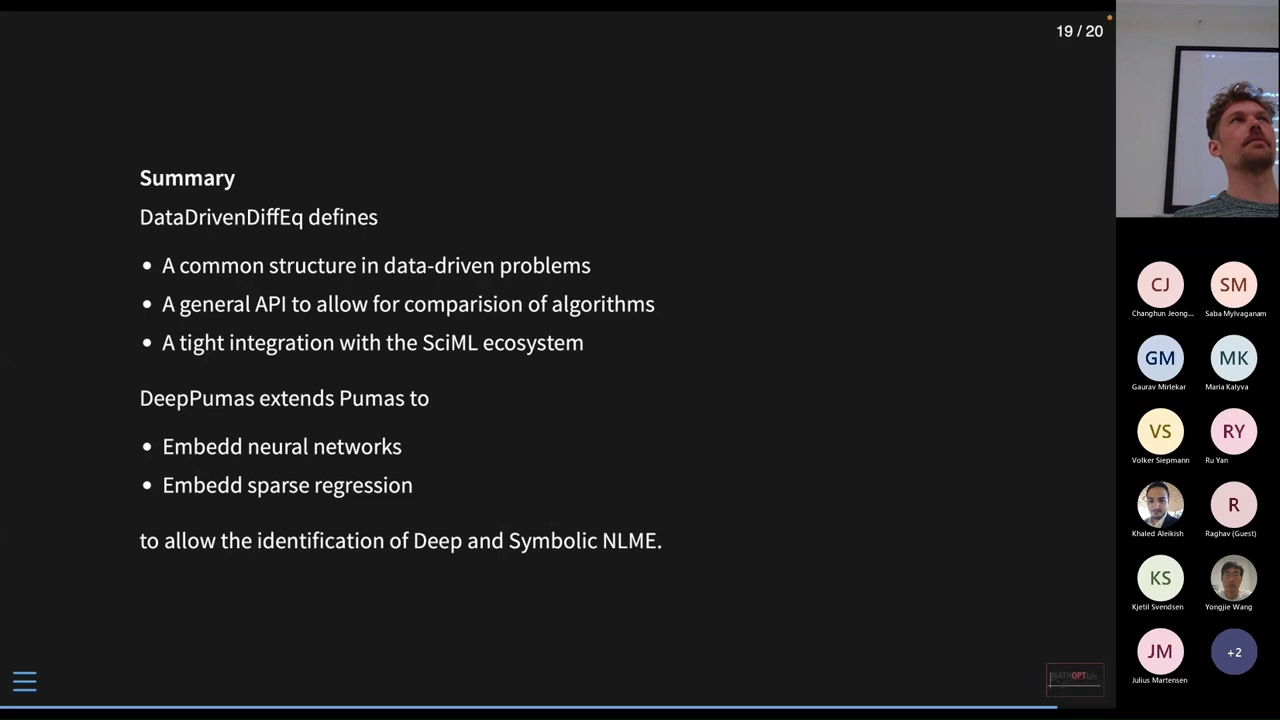 19 / 20
Summary
DataDrivenDiffEq defines
• A common structure in data-driven problems
• A general API to allow for comparision of algorithms
• A tight integration with the SciML ecosystem
DeepPumas extends Pumas to
• Embedd neural networks
• Embedd sparse regression
to allow the identification of Deep and Symbolic NLME.
CJ
SM
Changhun Jeong...
Saba Mylvaganam
GM
MK
Gaurav Mirlekar
Maria Kalyva
VS
RY
Volker Siepmann
Ru Yan
R
Khaled Aleikish
Raghav (Guest)
KS
Kjetil Svendsen
Yongjie Wang
JM
+2
Julius Martensen